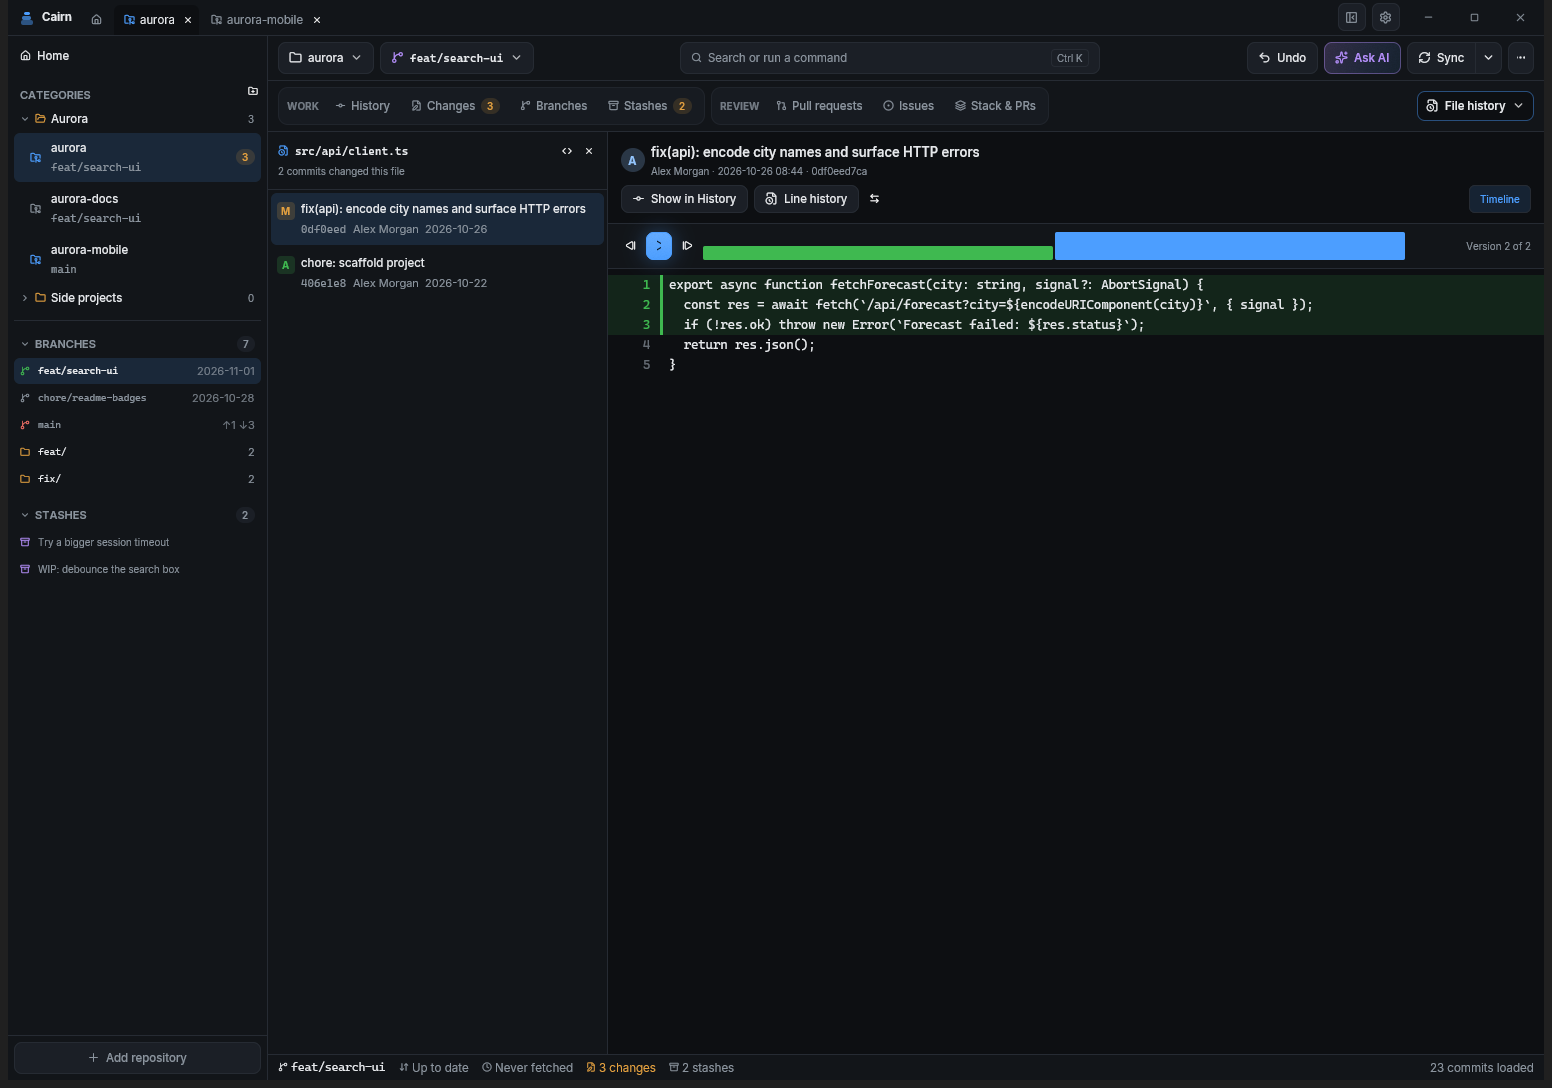 Cairn
aurora
aurora-mobile
Home
CATEGORIES
Aurora 3
aurora
feat/search-ui
3
aurora-docs
feat/search-ui
aurora-mobile
main
Side projects 0
BRANCHES 7
feat/search-ui 2026-11-01
chore/readme-badges 2026-10-28
main ↑1 ↓3
feat/ 2
fix/ 2
STASHES 2
Try a bigger session timeout
WIP: debounce the search box
Add repository
aurora
feat/search-ui
Search or run a command Ctrl K
Undo
Ask AI
Sync
WORK History Changes 3 Branches Stashes 2
REVIEW Pull requests Issues Stack & PRs
File history
src/api/client.ts
2 commits changed this file
M fix(api): encode city names and surface HTTP errors
0df0eed Alex Morgan 2026-10-26
A chore: scaffold project
406e1e8 Alex Morgan 2026-10-22
A
fix(api): encode city names and surface HTTP errors
Alex Morgan · 2026-10-26 08:44 · 0df0eed7ca
Show in History
Line history
Timeline
Version 2 of 2
1 export async function fetchForecast(city: string, signal?: AbortSignal) {
2 const res = await fetch(`/api/forecast?city=${encodeURIComponent(city)}`, { signal });
3 if (!res.ok) throw new Error(`Forecast failed: ${res.status}`);
4 return res.json();
5 }
feat/search-ui Up to date Never fetched 3 changes 2 stashes
23 commits loaded